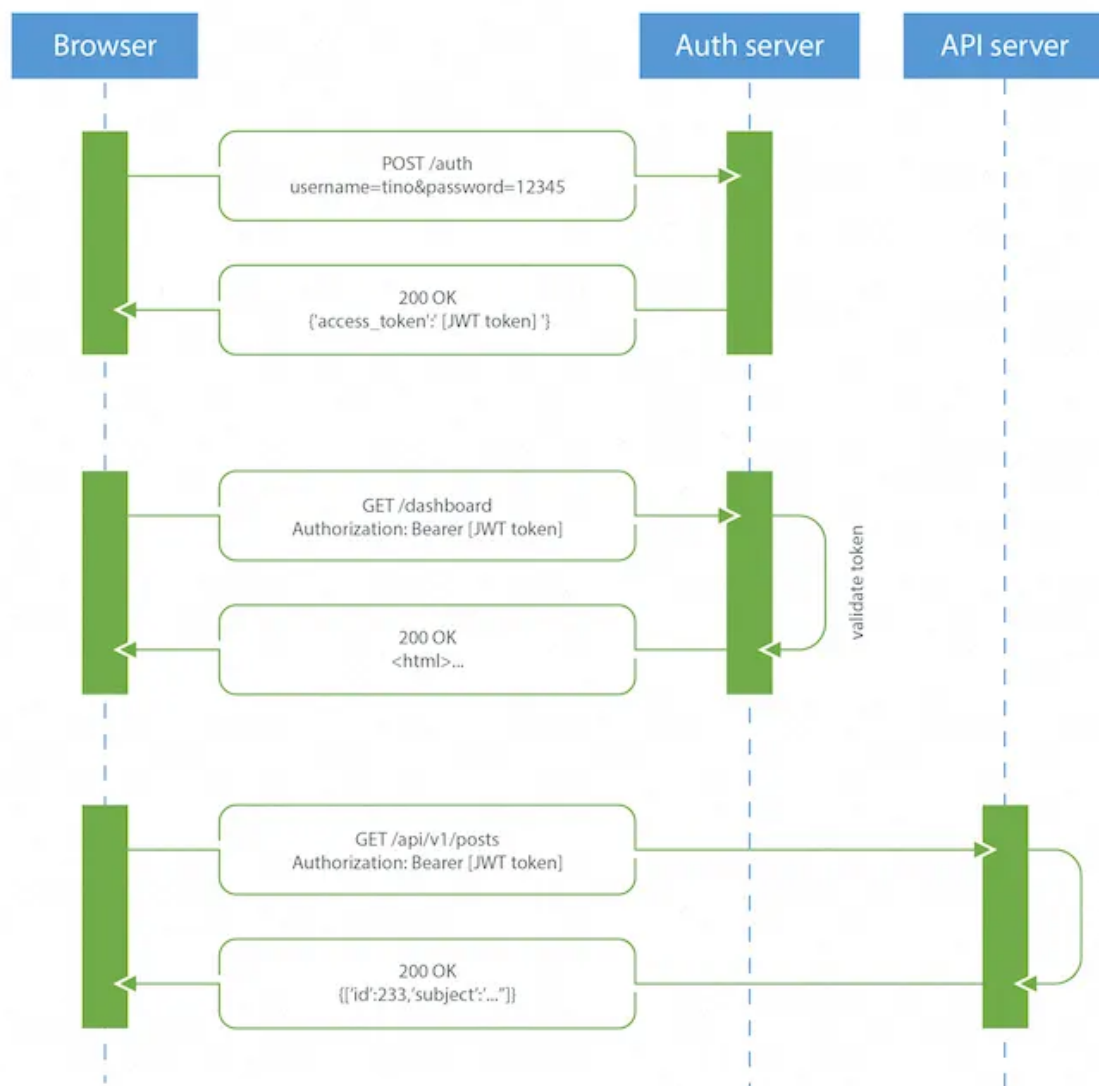 Browser
Auth server
API server
POST /auth
username=tino&password=12345
200 OK
{'access_token':' [JWT token] '}
GET /dashboard
Authorization: Bearer [JWT token]
validate token
200 OK
<html>...
GET /api/v1/posts
Authorization: Bearer [JWT token]
200 OK
{['id':233,'subject':'...''}]}